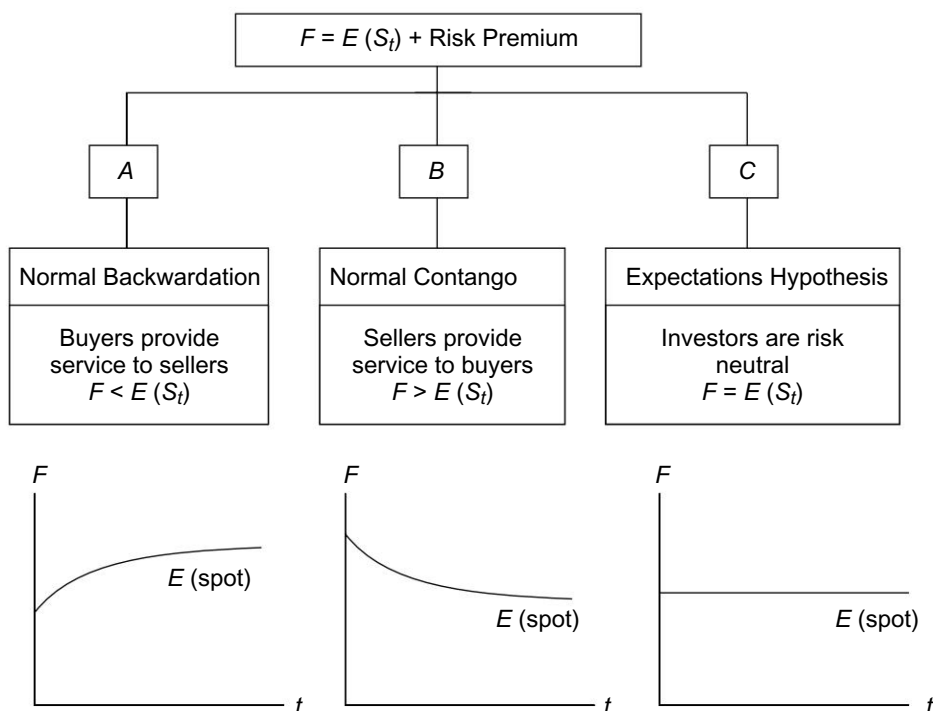 F = E (St) + Risk Premium
A
B
C
Normal Backwardation
Buyers provide
service to sellers
F < E (St)
Normal Contango
Sellers provide
service to buyers
F > E (St)
Expectations Hypothesis
Investors are risk
neutral
F = E (St)
F
E (spot)
t
F
E (spot)
t
F
E (spot)
t